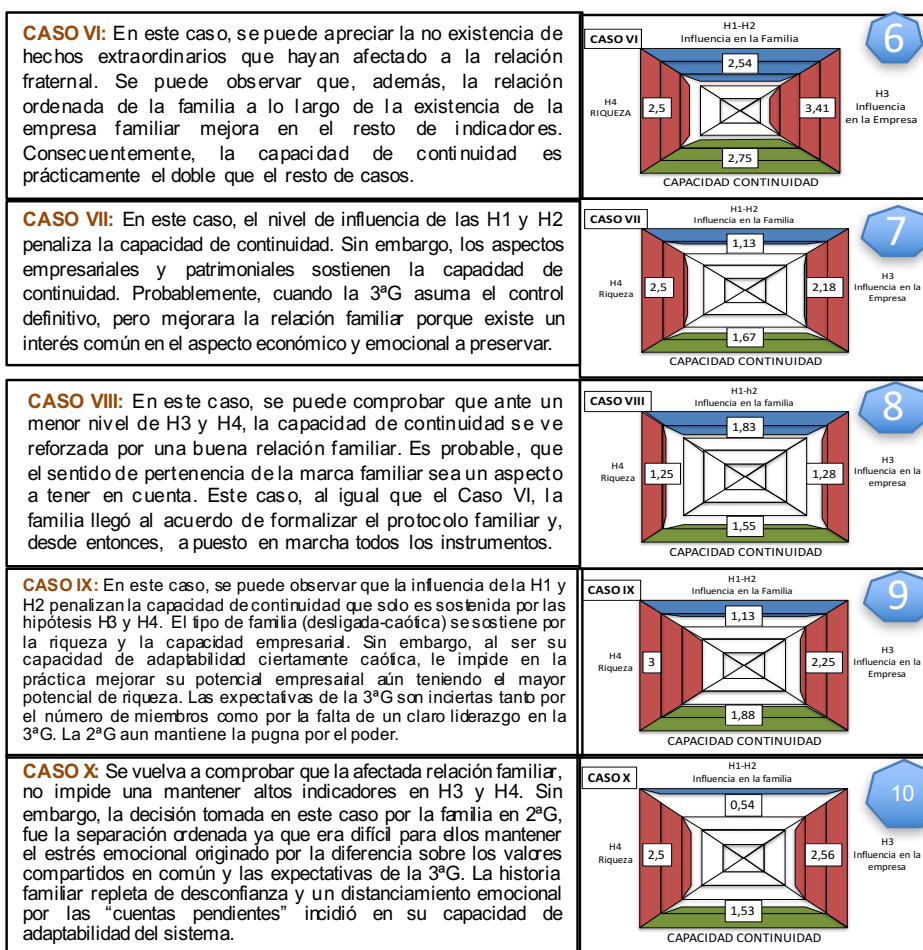 CASO VI: En este caso, se puede apreciar la no existencia de
hechos extraordinarios que hayan afectado a la relación
fraternal. Se puede observar que, además, la relación
ordenada de la familia a lo largo de la existencia de la
empresa familiar mejora en el resto de indicadores.
Consecuentemente, la capacidad de continuidad es
prácticamente el doble que el resto de casos.
CASO VI
H1-H2
Influencia en la Familia
6
2,54
H4
RIQUEZA
2,5
3,41
H3
Influencia
en la Empresa
2,75
CAPACIDAD CONTINUIDAD
CASO VII: En este caso, el nivel de influencia de las H1 y H2
penaliza la capacidad de continuidad. Sin embargo, los aspectos
empresariales y patrimoniales sostienen la capacidad de
continuidad. Probablemente, cuando la 3ªG asuma el control
definitivo, pero mejorara la relación familiar porque existe un
interés común en el aspecto económico y emocional a preservar.
CASO VII
H1-H2
Influencia en la Familia
7
1,13
H4
Riqueza
2,5
2,18
H3
Influencia en la
Empresa
1,67
CAPACIDAD CONTINUIDAD
CASO VIII: En este caso, se puede comprobar que ante un
menor nivel de H3 y H4, la capacidad de continuidad se ve
reforzada por una buena relación familiar. Es probable, que
el sentido de pertenencia de la marca familiar sea un aspecto
a tener en cuenta. Este caso, al igual que el Caso VI, la
familia llegó al acuerdo de formalizar el protocolo familiar y,
desde entonces, a puesto en marcha todos los instrumentos.
CASO VIII
H1-h2
Influencia en la familia
8
1,83
H4
Riqueza
1,25
1,28
H3
Influencia en la
empresa
1,55
CAPACIDAD CONTINUIDAD
CASO IX: En este caso, se puede observar que la influencia de la H1 y
H2 penalizan la capacidad de continuidad que solo es sostenida por las
hipótesis H3 y H4. El tipo de familia (desligada-caótica) se sostiene por
la riqueza y la capacidad empresarial. Sin embargo, al ser su
capacidad de adaptabilidad ciertamente caótica, le impide en la
práctica mejorar su potencial empresarial aún teniendo el mayor
potencial de riqueza. Las expectativas de la 3ªG son inciertas tanto por
el número de miembros como por la falta de un claro liderazgo en la
3ªG. La 2ªG aun mantiene la pugna por el poder.
CASO IX
H1-H2
Influencia en la Familia
9
1,13
H4
Riqueza
3
2,25
H3
Influencia en la
Empresa
1,88
CAPACIDAD CONTINUIDAD
CASO X: Se vuelva a comprobar que la afectada relación familiar,
no impide una mantener altos indicadores en H3 y H4. Sin
embargo, la decisión tomada en este caso por la familia en 2ªG,
fue la separación ordenada ya que era difícil para ellos mantener
el estrés emocional originado por la diferencia sobre los valores
compartidos en común y las expectativas de la 3ªG. La historia
familiar repleta de desconfianza y un distanciamiento emocional
por las “cuentas pendientes” incidió en su capacidad de
adaptabilidad del sistema.
CASO X
H1-H2
Influencia en la familia
10
0,54
H4
Riqueza
2,5
2,56
H3
Influencia en la
empresa
1,53
CAPACIDAD CONTINUIDAD